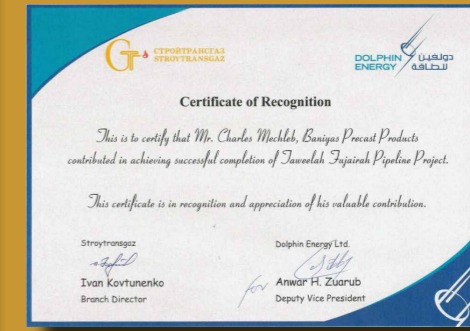 СТРОЙТРАНСГАЗ
STROYTRANSGAZ
DOLPHIN ENERGY
دولفين للطاقة
Certificate of Recognition
This is to certify that Mr. Charles Mechleb, Baniyas Precast Products
contributed in achieving successful completion of Taweelah Fujairah Pipeline Project.
This certificate is in recognition and appreciation of his valuable contribution.
Stroytransgaz
Dolphin Energy Ltd.
for
Ivan Kovtunenko
Anwar H. Zuarub
Branch Director
Deputy Vice President